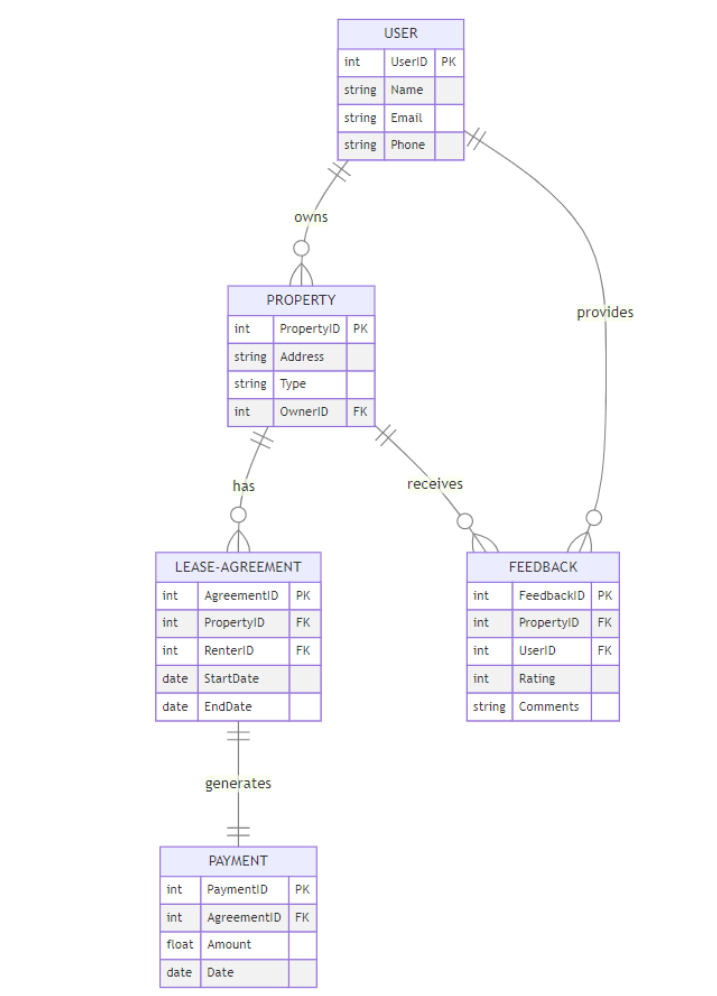 USER
int UserID PK
string Name
string Email
string Phone
owns
provides
PROPERTY
int PropertyID PK
string Address
string Type
int OwnerID FK
has
receives
LEASE-AGREEMENT
int AgreementID PK
int PropertyID FK
int RenterID FK
date StartDate
date EndDate
FEEDBACK
int FeedbackID PK
int PropertyID FK
int UserID FK
int Rating
string Comments
generates
PAYMENT
int PaymentID PK
int AgreementID FK
float Amount
date Date